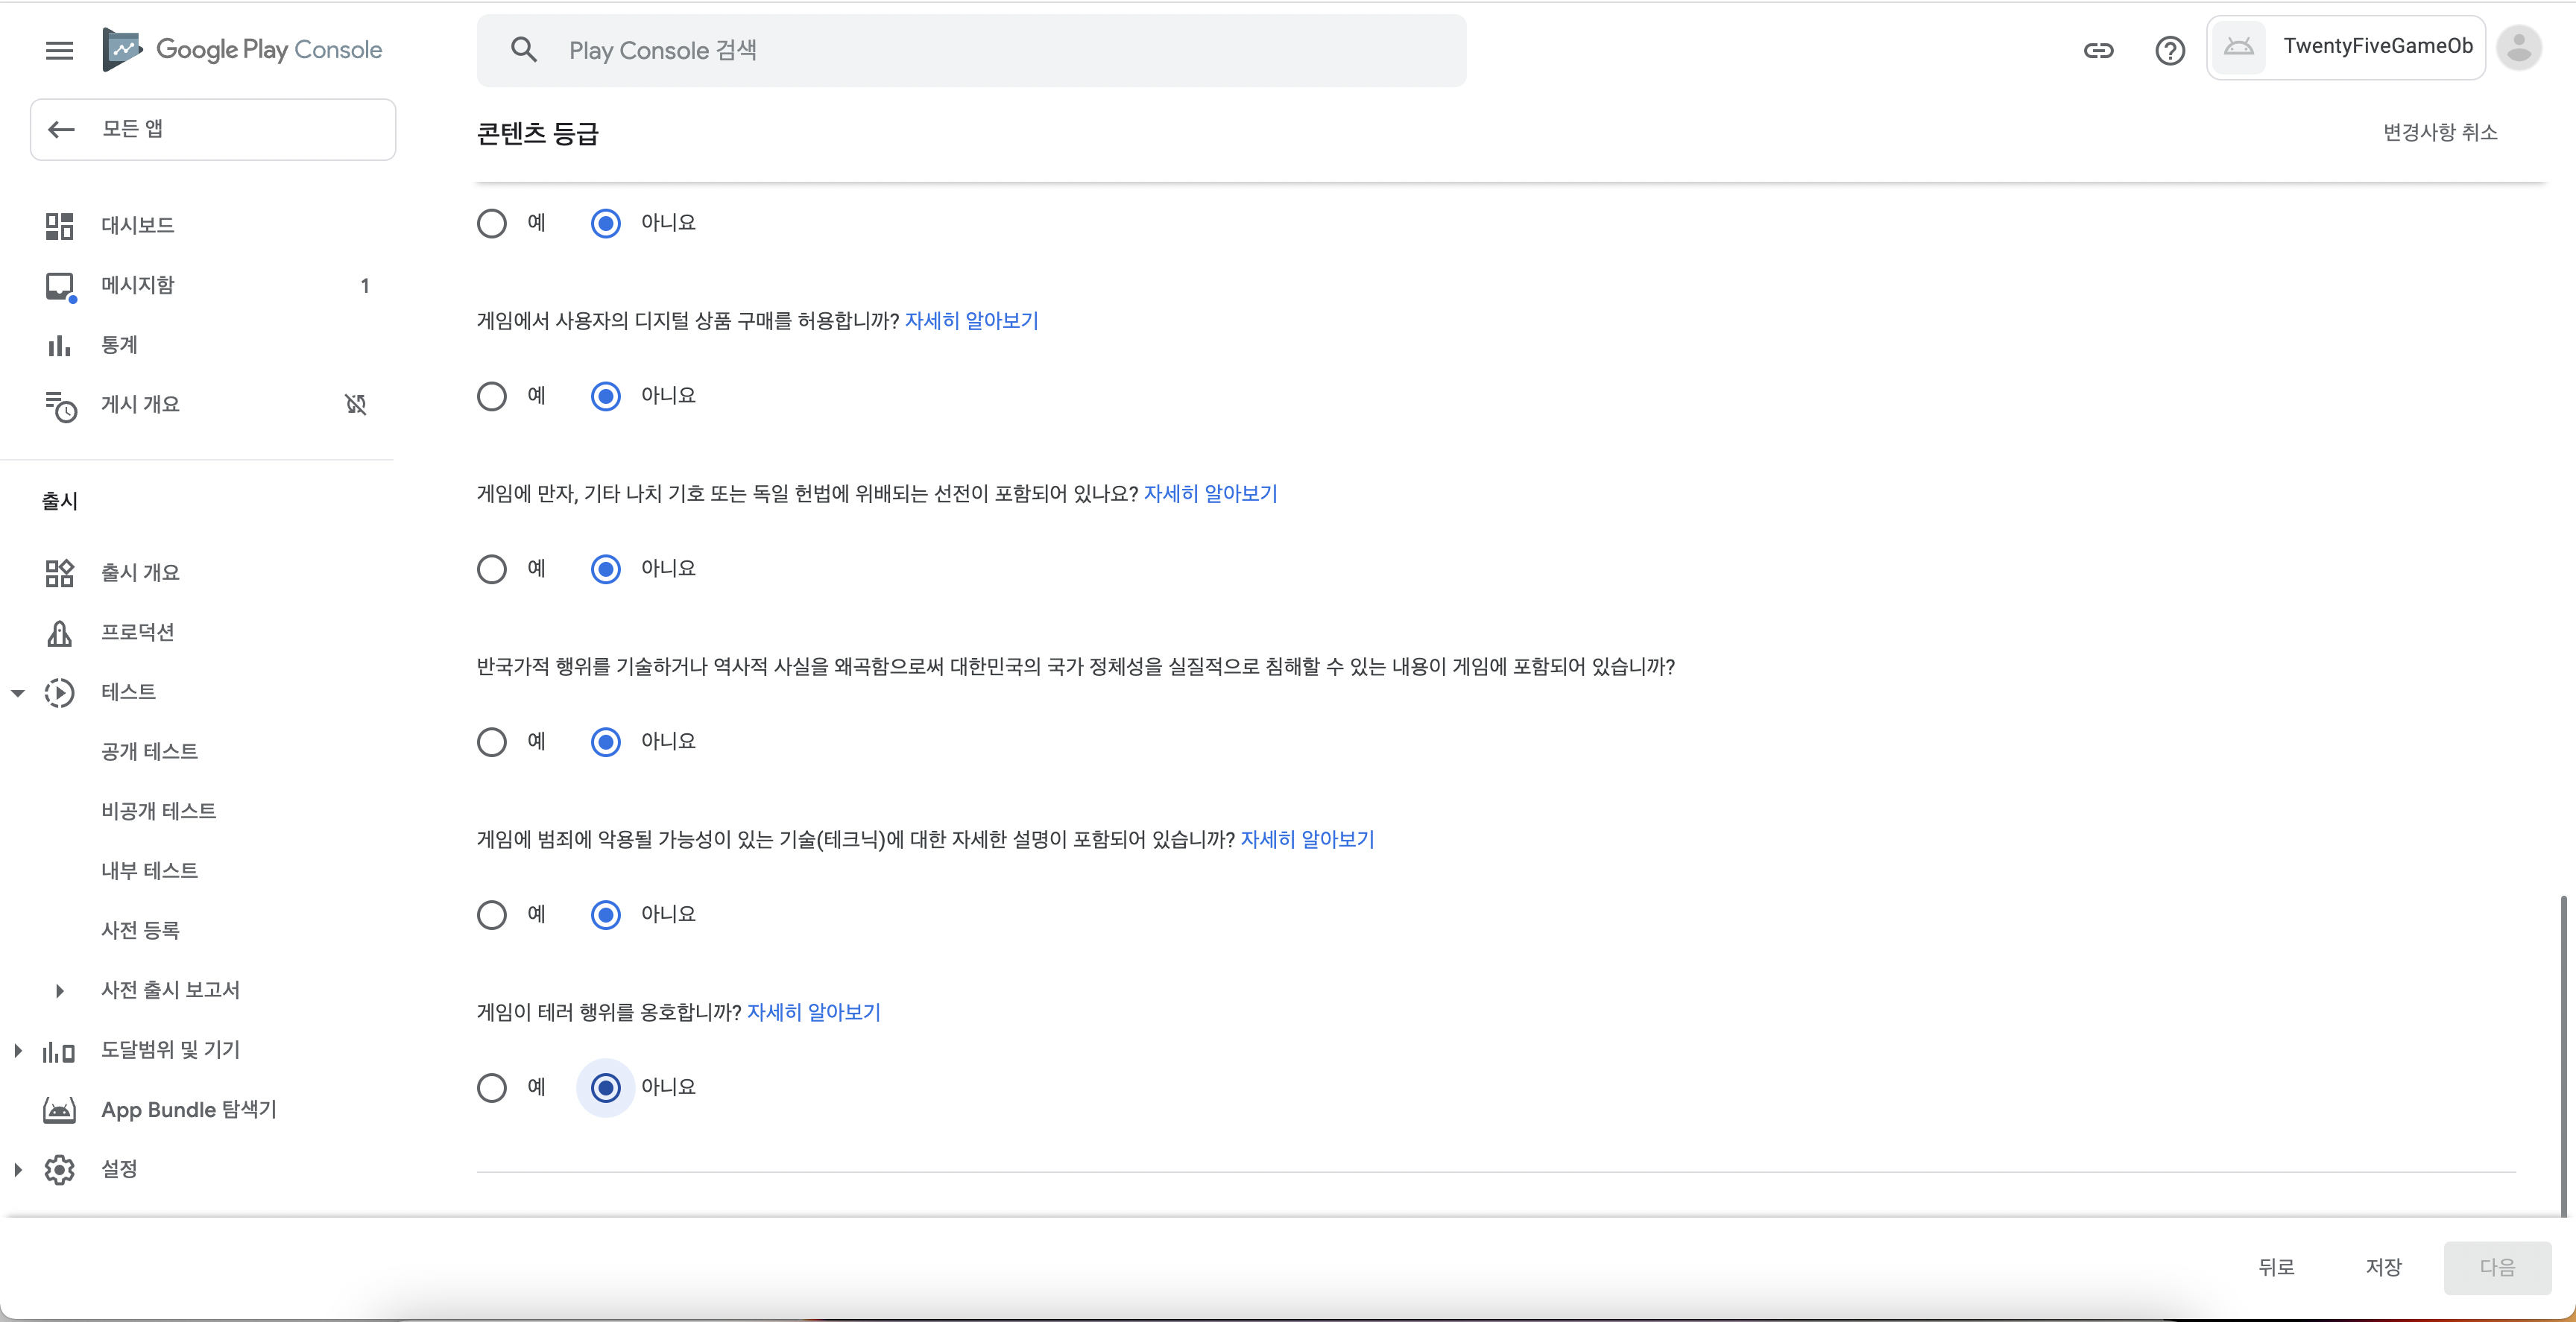 Google Play Console
Play Console 검색
TwentyFiveGameOb
모든 앱
콘텐츠 등급
변경사항 취소
대시보드
메시지함 1
통계
게시 개요
출시
출시 개요
프로덕션
테스트
공개 테스트
비공개 테스트
내부 테스트
사전 등록
사전 출시 보고서
도달범위 및 기기
App Bundle 탐색기
설정
예 아니요
게임에서 사용자의 디지털 상품 구매를 허용합니까? 자세히 알아보기
예 아니요
게임에 만자, 기타 나치 기호 또는 독일 헌법에 위배되는 선전이 포함되어 있나요? 자세히 알아보기
예 아니요
반국가적 행위를 기술하거나 역사적 사실을 왜곡함으로써 대한민국의 국가 정체성을 실질적으로 침해할 수 있는 내용이 게임에 포함되어 있습니까?
예 아니요
게임에 범죄에 악용될 가능성이 있는 기술(테크닉)에 대한 자세한 설명이 포함되어 있습니까? 자세히 알아보기
예 아니요
게임이 테러 행위를 옹호합니까? 자세히 알아보기
예 아니요
뒤로 저장 다음